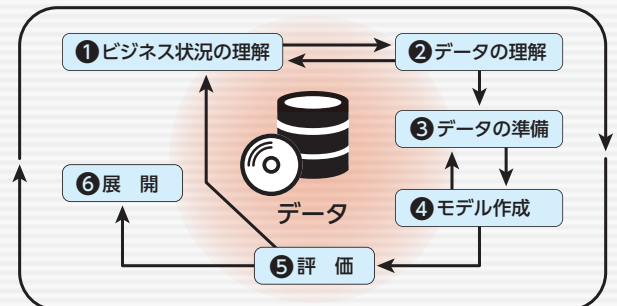 ❶ビジネス状況の理解
❷データの理解
❸データの準備
❹モデル作成
❺評　価
❻展　開
データ